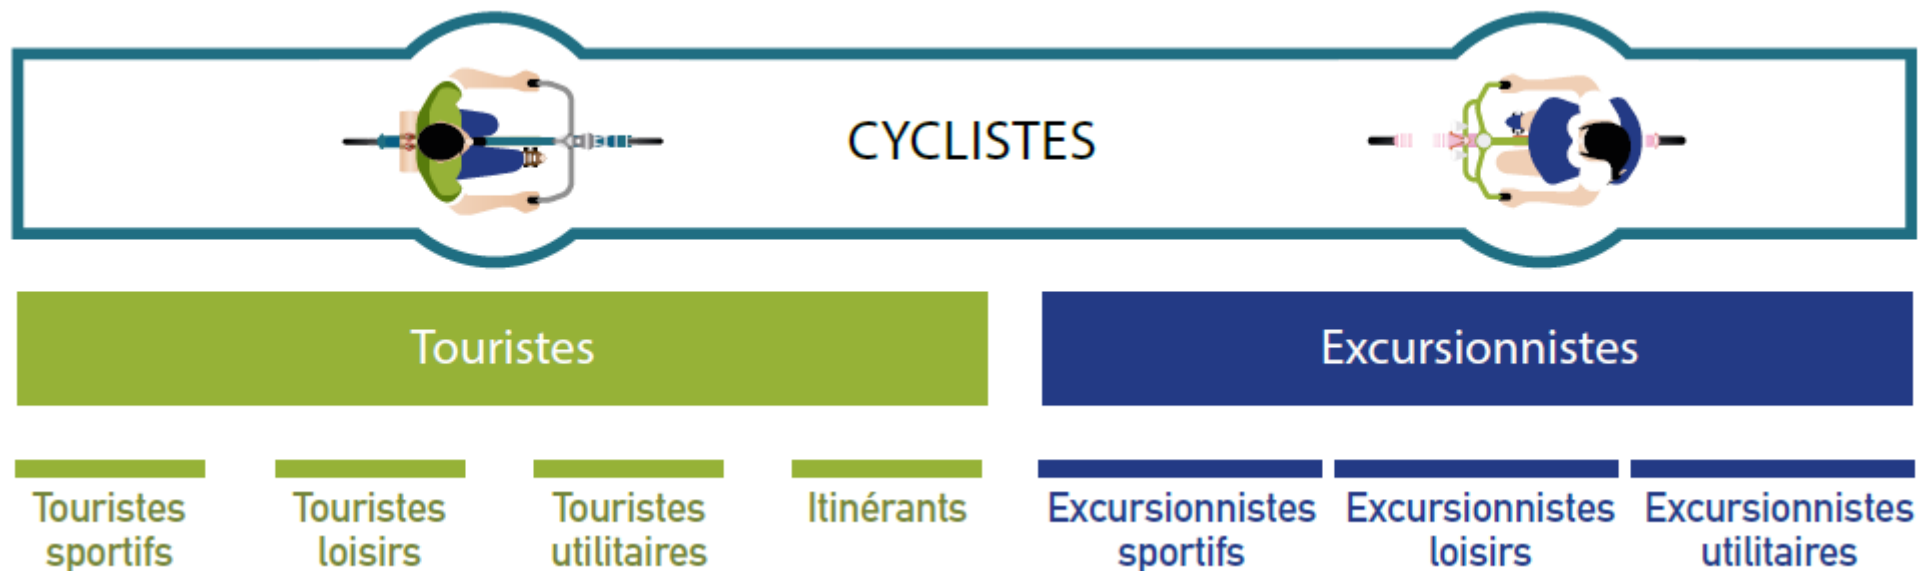 CYCLISTES
Touristes
Excursionnistes
Touristes
sportifs
Touristes
loisirs
Touristes
utilitaires
Itinérants
Excursionnistes
sportifs
Excursionnistes
loisirs
Excursionnistes
utilitaires